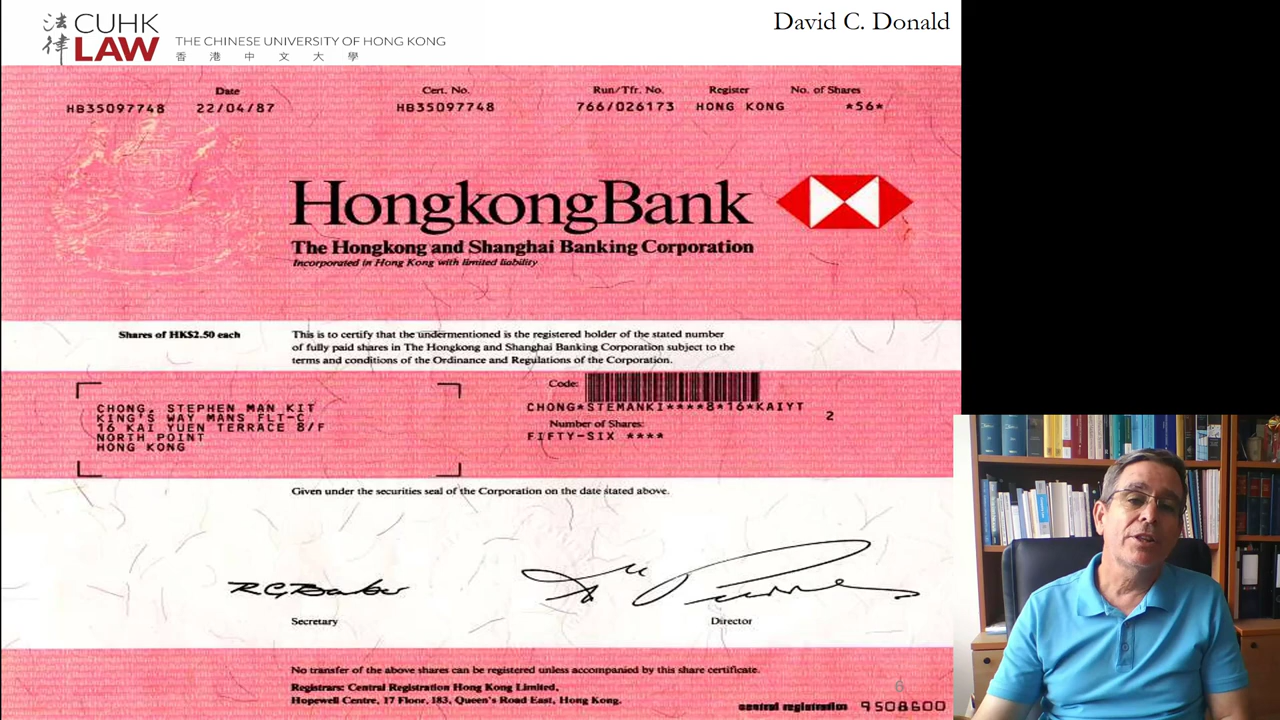 法律
CUHK
LAW
THE CHINESE UNIVERSITY OF HONG KONG
香港中文大學
David C. Donald
Date
Cert. No.
Run/Tfr. No.
Register
No. of Shares
HB35097748
22/04/87
HB35097748
766/026173
HONG KONG
*56*
HongkongBank
The Hongkong and Shanghai Banking Corporation
Incorporated in Hong Kong with limited liability
Shares of HK$2.50 each
This is to certify that the undermentioned is the registered holder of the stated number
of fully paid shares in The Hongkong and Shanghai Banking Corporation subject to the
terms and conditions of the Ordinance and Regulations of the Corporation.
CHONG, STEPHEN MAN KIT
KING'S WAY MANS FLT-C
16 KAI YUEN TERRACE 8/F
NORTH POINT
HONG KONG
Code:
CHONG*STEMANKI****8*16*KAIYT
2
Number of Shares:
FIFTY-SIX ****
Given under the securities seal of the Corporation on the date stated above.
Secretary
Director
No transfer of the above shares can be registered unless accompanied by this share certificate.
Registrars: Central Registration Hong Kong Limited,
Hopewell Centre, 17 Floor, 183, Queen's Road East, Hong Kong.
6
central registration 9508600